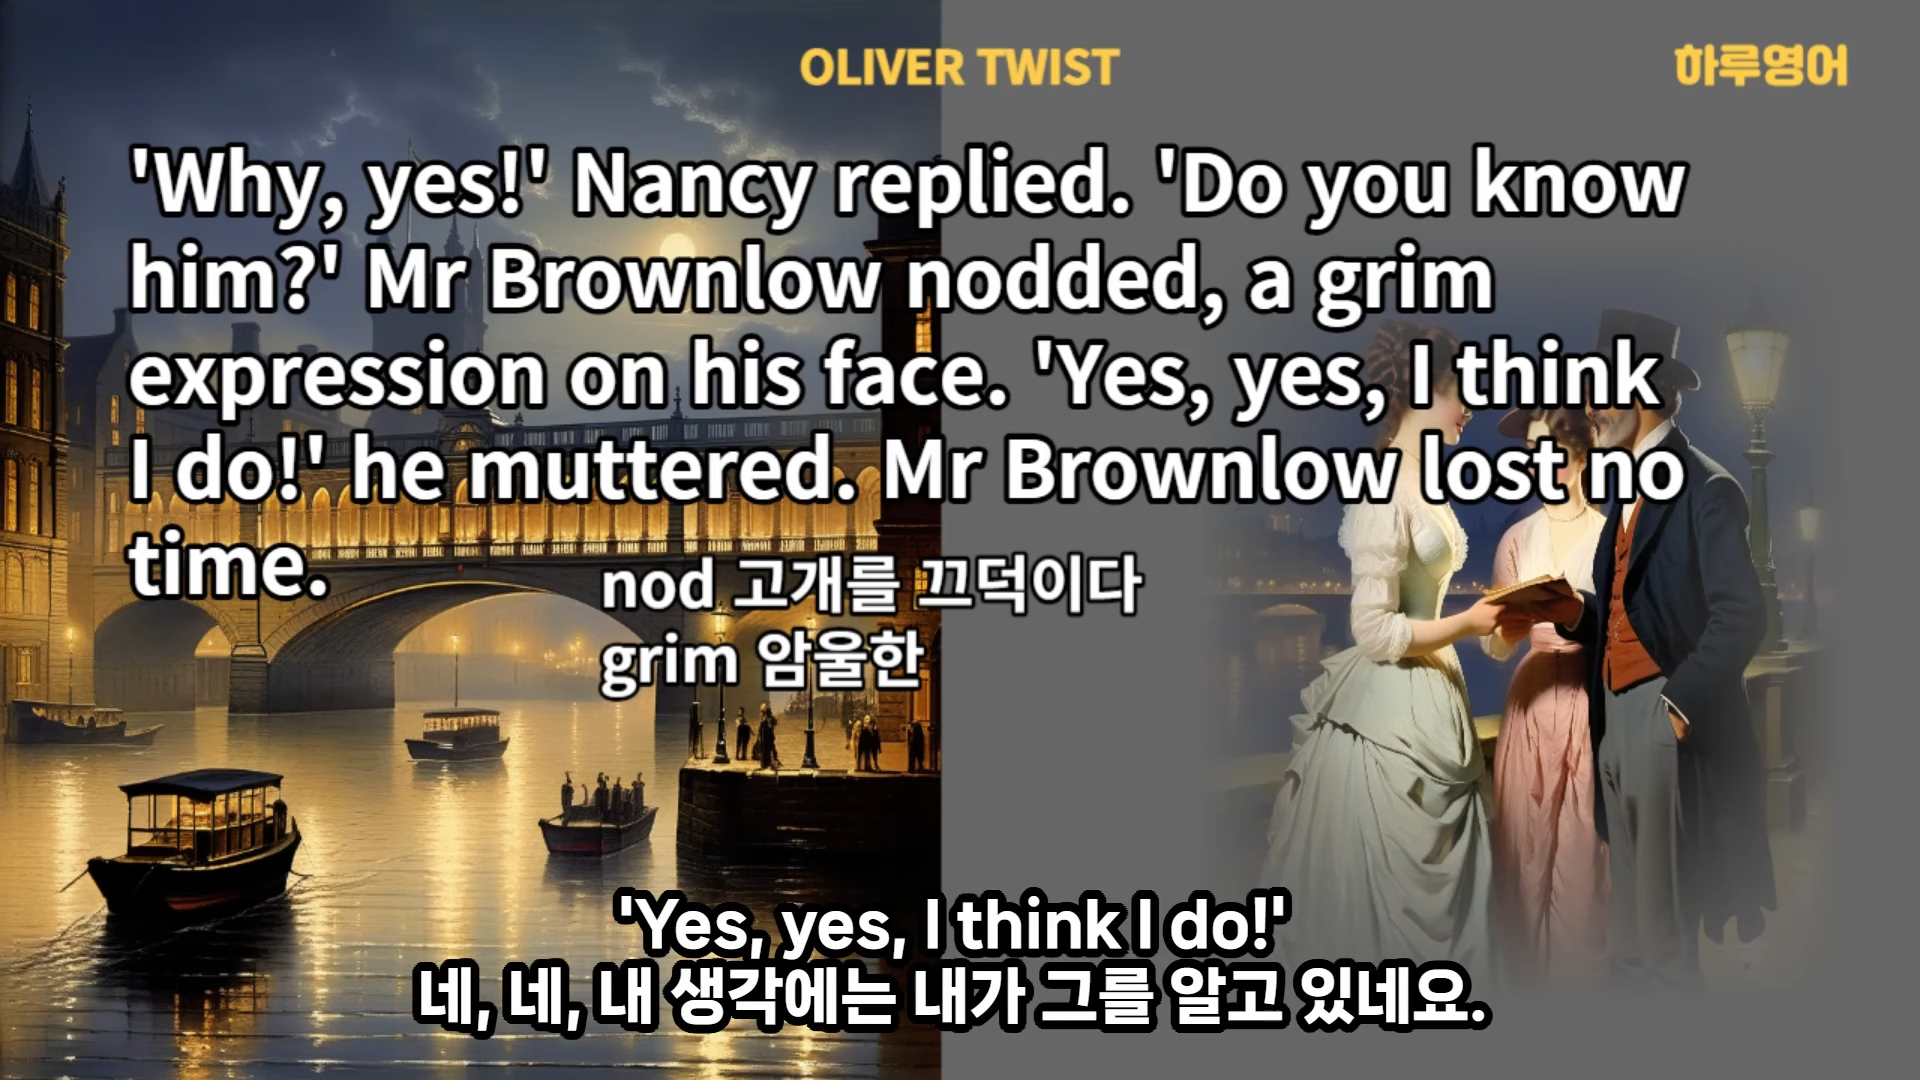 OLIVER TWIST
하루영어
'Why, yes!' Nancy replied. 'Do you know
him?' Mr Brownlow nodded, a grim
expression on his face. 'Yes, yes, I think
I do!' he muttered. Mr Brownlow lost no
time.
nod 고개를 끄덕이다
grim 암울한
'Yes, yes, I think I do!'
네, 네, 내 생각에는 내가 그를 알고 있네요.